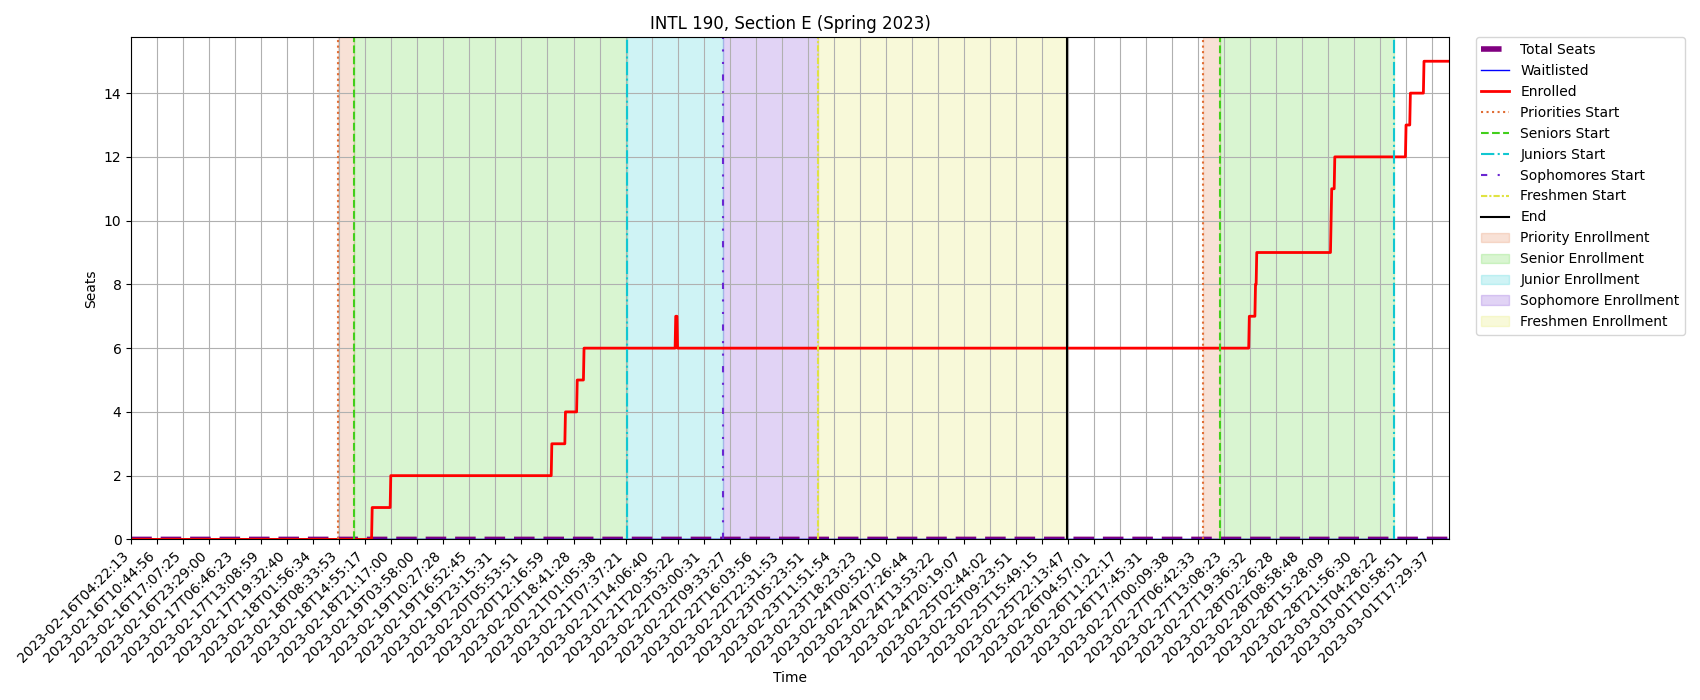 INTL 190, Section E (Spring 2023)
Seats
14
12
10
8
6
4
2
0
2023-02-16T04:22:13
2023-02-16T10:44:56
2023-02-16T17:07:25
2023-02-16T23:29:00
2023-02-17T06:46:23
2023-02-17T13:08:59
2023-02-17T19:32:40
2023-02-18T01:56:34
2023-02-18T08:33:53
2023-02-18T14:55:17
2023-02-18T21:17:00
2023-02-19T03:58:00
2023-02-19T10:27:28
2023-02-19T16:52:45
2023-02-19T23:15:31
2023-02-20T05:53:51
2023-02-20T12:16:59
2023-02-20T18:41:28
2023-02-21T01:05:38
2023-02-21T07:37:21
2023-02-21T14:06:40
2023-02-21T20:35:22
2023-02-22T03:00:31
2023-02-22T09:33:27
2023-02-22T16:03:56
2023-02-22T22:31:53
2023-02-23T05:23:51
2023-02-23T11:51:54
2023-02-23T18:23:23
2023-02-24T00:52:10
2023-02-24T07:26:44
2023-02-24T13:53:22
2023-02-24T20:19:07
2023-02-25T02:44:02
2023-02-25T09:23:51
2023-02-25T15:49:15
2023-02-25T22:13:47
2023-02-26T04:57:01
2023-02-26T11:22:17
2023-02-26T17:45:31
2023-02-27T00:09:38
2023-02-27T06:42:33
2023-02-27T13:08:23
2023-02-27T19:36:32
2023-02-28T02:26:28
2023-02-28T08:58:48
2023-02-28T15:28:09
2023-02-28T21:56:30
2023-03-01T04:28:22
2023-03-01T10:58:51
2023-03-01T17:29:37
Time
Total Seats
Waitlisted
Enrolled
Priorities Start
Seniors Start
Juniors Start
Sophomores Start
Freshmen Start
End
Priority Enrollment
Senior Enrollment
Junior Enrollment
Sophomore Enrollment
Freshmen Enrollment